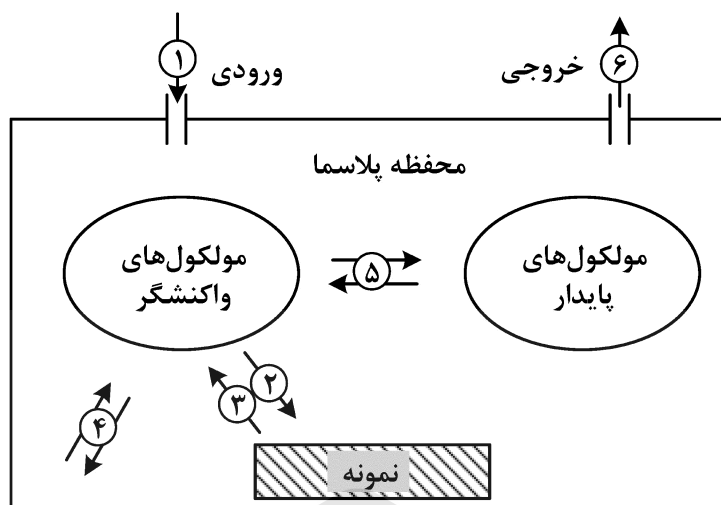 ۱
ورودی
خروجی
۶
محفظه پلاسما
مولکول‌های
واکنشگر
۵
مولکول‌های
پایدار
۲
۳
۴
نمونه